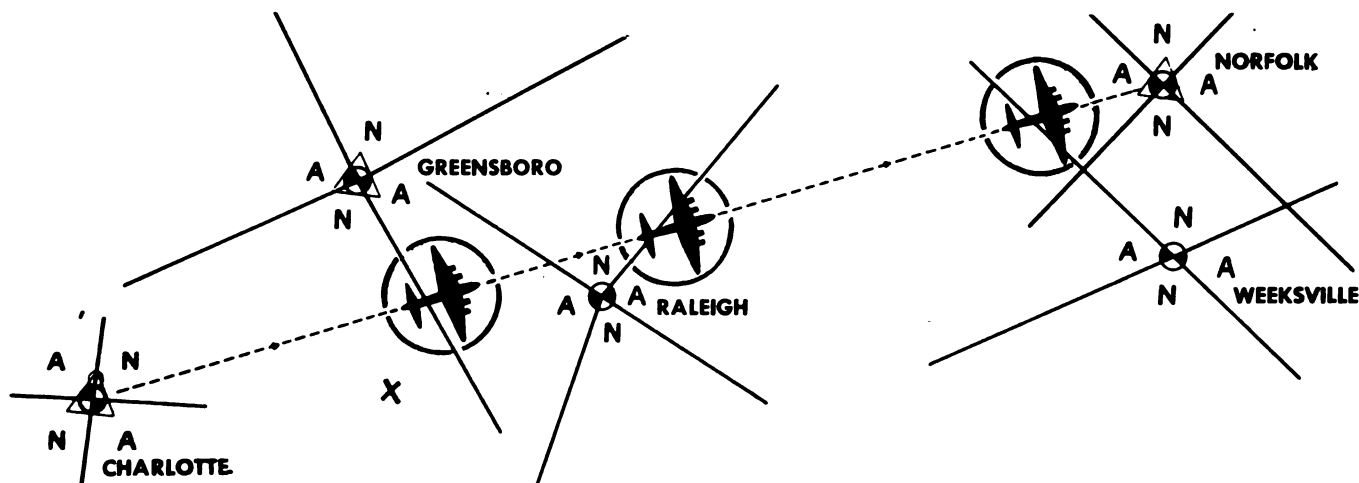 N
A A NORFOLK
N
N
A A GREENSBORO
N
N
A A RALEIGH
N
N
A A WEEKSVILLE
N
A N
N A
CHARLOTTE
X